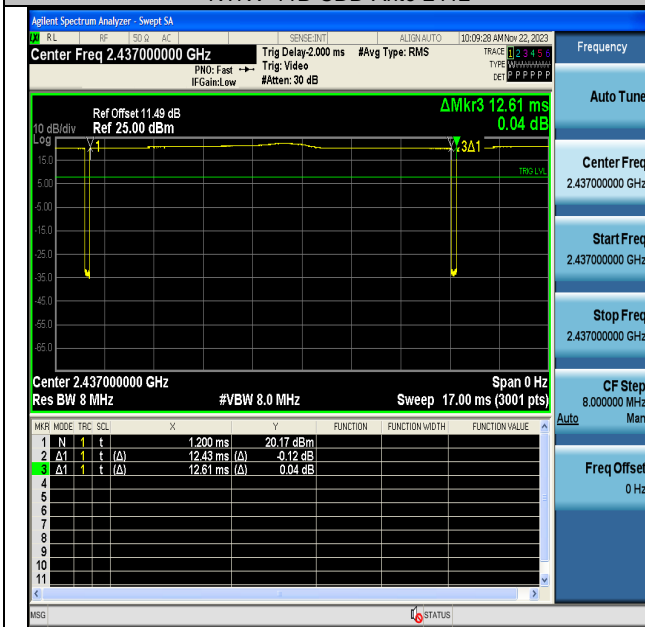 Agilent Spectrum Analyzer - Swept SA
RL RF 50 Ω AC SENSE:INT ALIGN AUTO 10:09:28 AM Nov 22, 2023
Center Freq 2.437000000 GHz Trig Delay-2.000 ms #Avg Type: RMS TRACE 1 2 3 4 5 6
PNO: Fast Trig: Video TYPE
IFGain:Low #Atten: 30 dB DET P P P P P P
Frequency
Auto Tune
Center Freq
2.437000000 GHz
Start Freq
2.437000000 GHz
Stop Freq
2.437000000 GHz
CF Step
8.000000 MHz
Auto Man
Freq Offset
0 Hz
ΔMkr3 12.61 ms
0.04 dB
Ref Offset 11.49 dB
10 dB/div Ref 25.00 dBm
Log
1 3Δ1
15.0
TRIG LVL
5.00
-5.00
-15.0
-25.0
-35.0
-45.0
-55.0
-65.0
Center 2.437000000 GHz Span 0 Hz
Res BW 8 MHz #VBW 8.0 MHz Sweep 17.00 ms (3001 pts)
MKR MODE TRC SCL X Y FUNCTION FUNCTION WIDTH FUNCTION VALUE
1 N 1 t 1.200 ms 20.17 dBm
2 Δ1 1 t (Δ) 12.43 ms (Δ) -0.12 dB
3 Δ1 1 t (Δ) 12.61 ms (Δ) 0.04 dB
4
5
6
7
8
9
10
11
MSG STATUS